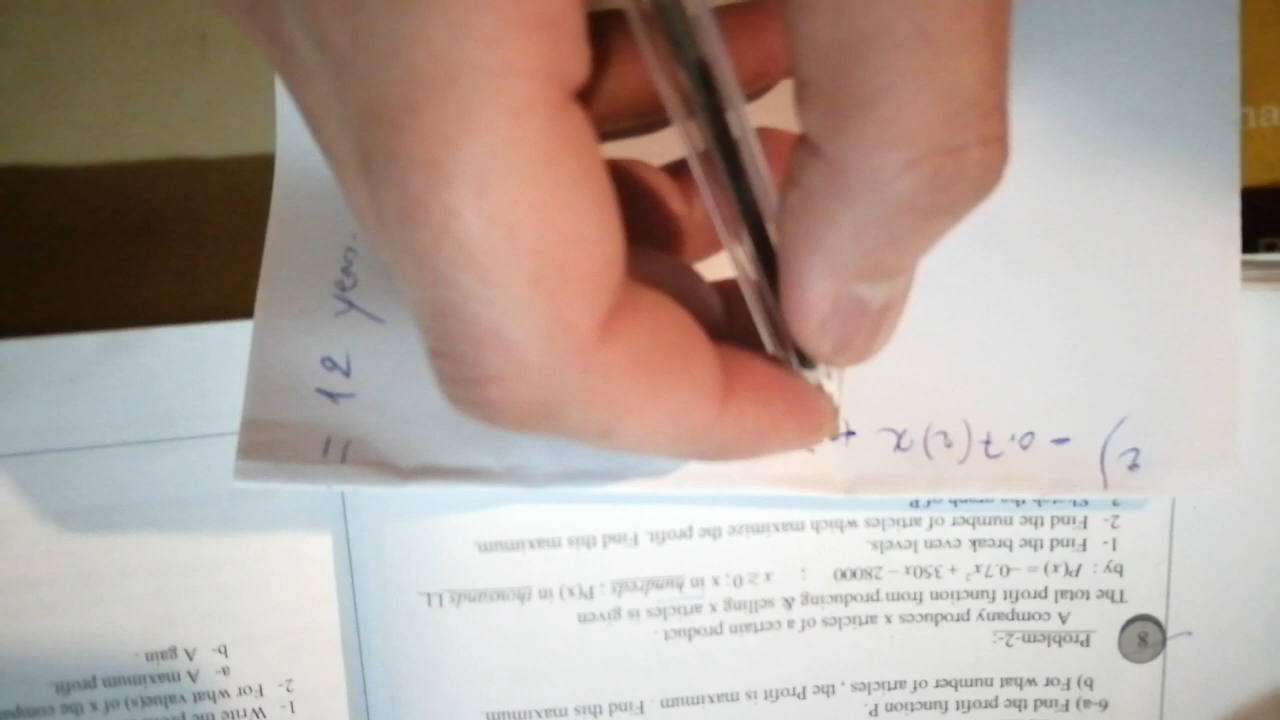 6-a) Find the profit function P.
b) For what number of articles , the Profit is maximum . Find this maximum.
8
Problem-2-:
A company produces x articles of a certain product .
The total profit function from producing & selling x articles is given
by : P(x) = –0.7x² + 350x – 28000 ; x ≥ 0 ; x in hundreds ; P(x) in thousands LL
1- Find the break even levels.
2- Find the number of articles which maximize the profit. Find this maximum.
2) - 0.7(2)x +
= 12 year.
1- Write the
2- For what value(s) of x the
a- A maximum profit.
b- A gain .